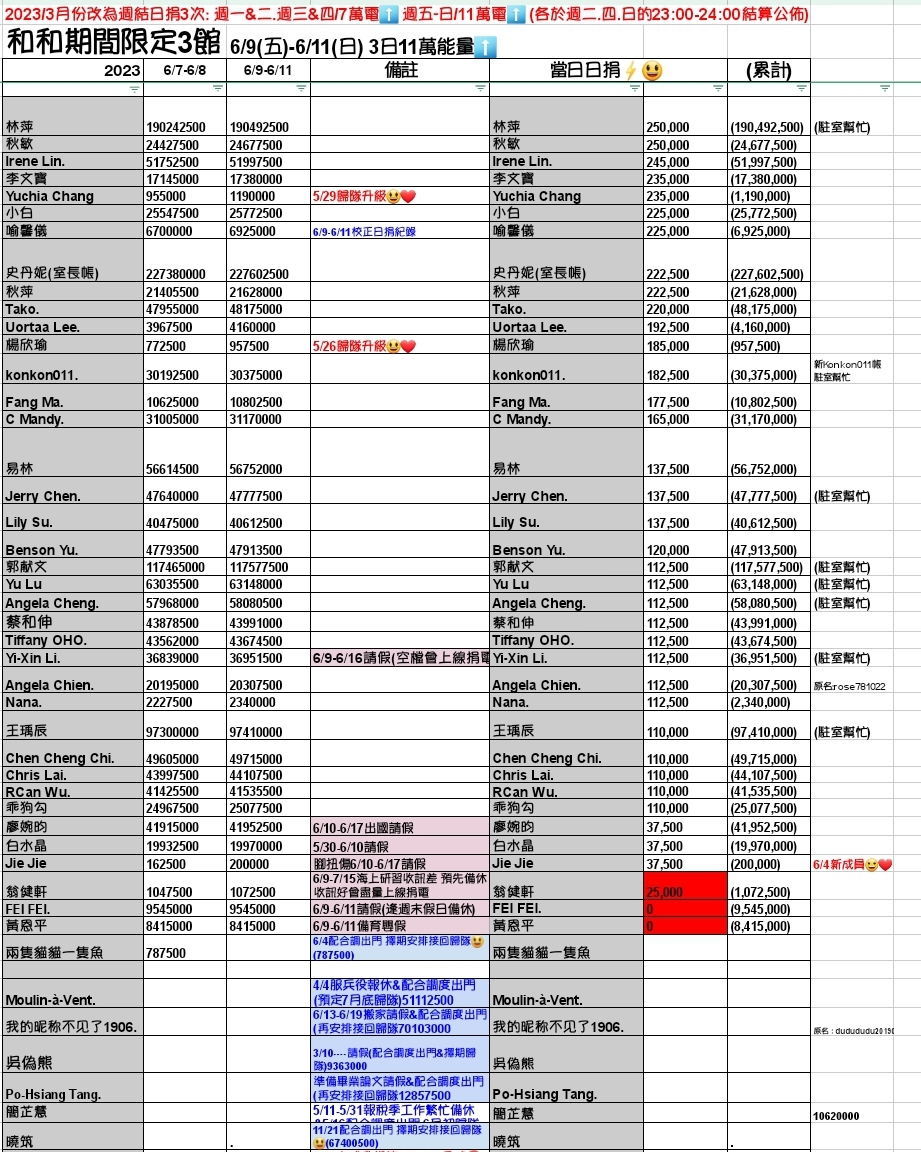 2023/3月份改為週結日捐3次: 週一&二.週三&四/7萬電⬆️ 週五-日/11萬電⬆️ (各於週二.四.日的23:00-24:00結算公佈)
和和期間限定3館 6/9(五)-6/11(日) 3日11萬能量⬆️
2023 6/7-6/8 6/9-6/11 備註 當日日捐⚡😃 (累計)
林萍 190242500 190492500 林萍 250,000 (190,492,500) (駐室幫忙)
秋敏 24427500 24677500 秋敏 250,000 (24,677,500)
Irene Lin. 51752500 51997500 Irene Lin. 245,000 (51,997,500)
李文寶 17145000 17380000 李文寶 235,000 (17,380,000)
Yuchia Chang 955000 1190000 5/29歸隊升級😃❤️ Yuchia Chang 235,000 (1,190,000)
小白 25547500 25772500 小白 225,000 (25,772,500)
喻馨儀 6700000 6925000 6/9-6/11校正日捐紀錄 喻馨儀 225,000 (6,925,000)
史丹妮(室長帳) 227380000 227602500 史丹妮(室長帳) 222,500 (227,602,500)
秋萍 21405500 21628000 秋萍 222,500 (21,628,000)
Tako. 47955000 48175000 Tako. 220,000 (48,175,000)
Uortaa Lee. 3967500 4160000 Uortaa Lee. 192,500 (4,160,000)
楊欣瑜 772500 957500 5/26歸隊升級😃❤️ 楊欣瑜 185,000 (957,500)
konkon011. 30192500 30375000 konkon011. 182,500 (30,375,000) 新Konkon011帳
駐室幫忙
Fang Ma. 10625000 10802500 Fang Ma. 177,500 (10,802,500)
C Mandy. 31005000 31170000 C Mandy. 165,000 (31,170,000)
易林 56614500 56752000 易林 137,500 (56,752,000)
Jerry Chen. 47640000 47777500 Jerry Chen. 137,500 (47,777,500) (駐室幫忙)
Lily Su. 40475000 40612500 Lily Su. 137,500 (40,612,500)
Benson Yu. 47793500 47913500 Benson Yu. 120,000 (47,913,500)
郭献文 117465000 117577500 郭献文 112,500 (117,577,500) (駐室幫忙)
Yu Lu 63035500 63148000 Yu Lu 112,500 (63,148,000) (駐室幫忙)
Angela Cheng. 57968000 58080500 Angela Cheng. 112,500 (58,080,500) (駐室幫忙)
蔡和伸 43878500 43991000 蔡和伸 112,500 (43,991,000)
Tiffany OHO. 43562000 43674500 Tiffany OHO. 112,500 (43,674,500)
Yi-Xin Li. 36839000 36951500 6/9-6/16請假(空檔會上線捐電 Yi-Xin Li. 112,500 (36,951,500) (駐室幫忙)
Angela Chien. 20195000 20307500 Angela Chien. 112,500 (20,307,500) 原名rose781022
Nana. 2227500 2340000 Nana. 112,500 (2,340,000)
王瑀辰 97300000 97410000 王瑀辰 110,000 (97,410,000) (駐室幫忙)
Chen Cheng Chi. 49605000 49715000 Chen Cheng Chi. 110,000 (49,715,000)
Chris Lai. 43997500 44107500 Chris Lai. 110,000 (44,107,500)
RCan Wu. 41425500 41535500 RCan Wu. 110,000 (41,535,500)
乖狗勾 24967500 25077500 乖狗勾 110,000 (25,077,500)
廖婉昀 41915000 41952500 6/10-6/17出國請假 廖婉昀 37,500 (41,952,500)
白水晶 19932500 19970000 5/30-6/10請假 白水晶 37,500 (19,970,000)
Jie Jie 162500 200000 腳扭傷6/10-6/17請假 Jie Jie 37,500 (200,000) 6/4新成員😃❤️
翁健軒 1047500 1072500 6/9-7/15海上研習收訊差 預先備休
收訊好會盡量上線捐電 翁健軒 25,000 (1,072,500)
FEI FEI. 9545000 9545000 6/9-6/11請假(逢週末假日備休) FEI FEI. 0 (9,545,000)
黃恩平 8415000 8415000 6/9-6/11備育嬰假 黃恩平 0 (8,415,000)
兩隻貓貓一隻魚 787500 6/4配合調出門 擇期安排接回歸隊😃
(787500) 兩隻貓貓一隻魚
Moulin-à-Vent. 4/4服兵役報休&配合調度出門
(預定7月底歸隊)51112500 Moulin-à-Vent.
我的昵称不见了1906. 6/13-6/19搬家請假&配合調度出門
(再安排接回歸隊70103000 我的昵称不见了1906. 原名：dudududu2019
吳偽熊 3/10----請假(配合調度出門&擇期歸
隊)9363000 吳偽熊
Po-Hsiang Tang. 準備畢業論文請假&配合調度出門
(再安排接回歸隊12857500 Po-Hsiang Tang.
簡芷慧 5/11-5/31報稅季工作繁忙備休 簡芷慧 10620000
曉筑 . 11/21配合調出門 擇期安排接回歸隊
😃(67400500) 曉筑 .